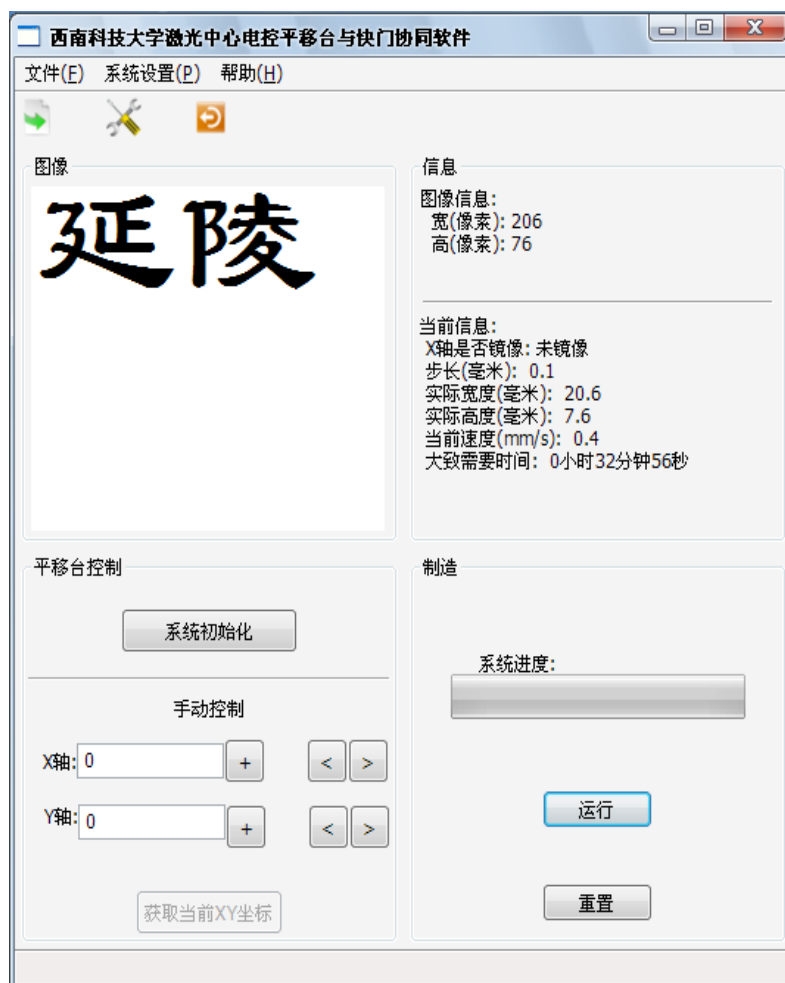 西南科技大学激光中心电控平移台与快门协同软件
文件(F) 系统设置(P) 帮助(H)
图像
延陵
信息
图像信息:
宽(像素): 206
高(像素): 76
当前信息:
X轴是否镜像: 未镜像
步长(毫米): 0.1
实际宽度(毫米): 20.6
实际高度(毫米): 7.6
当前速度(mm/s): 0.4
大致需要时间: 0小时32分钟56秒
平移台控制
系统初始化
手动控制
X轴: 0 + < >
Y轴: 0 + < >
获取当前XY坐标
制造
系统进度:
运行
重置